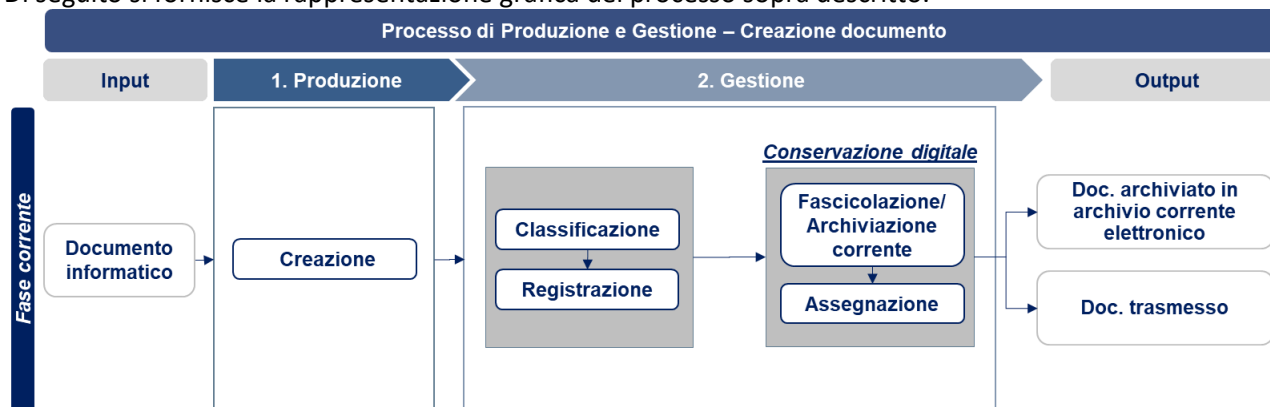 Di seguito si fornisce la rappresentazione grafica del processo sopra descritto:
Processo di Produzione e Gestione – Creazione documento
Input
1. Produzione
2. Gestione
Output
Fase corrente
Documento
informatico
Creazione
Classificazione
Registrazione
Conservazione digitale
Fascicolazione/
Archiviazione
corrente
Assegnazione
Doc. archiviato in
archivio corrente
elettronico
Doc. trasmesso